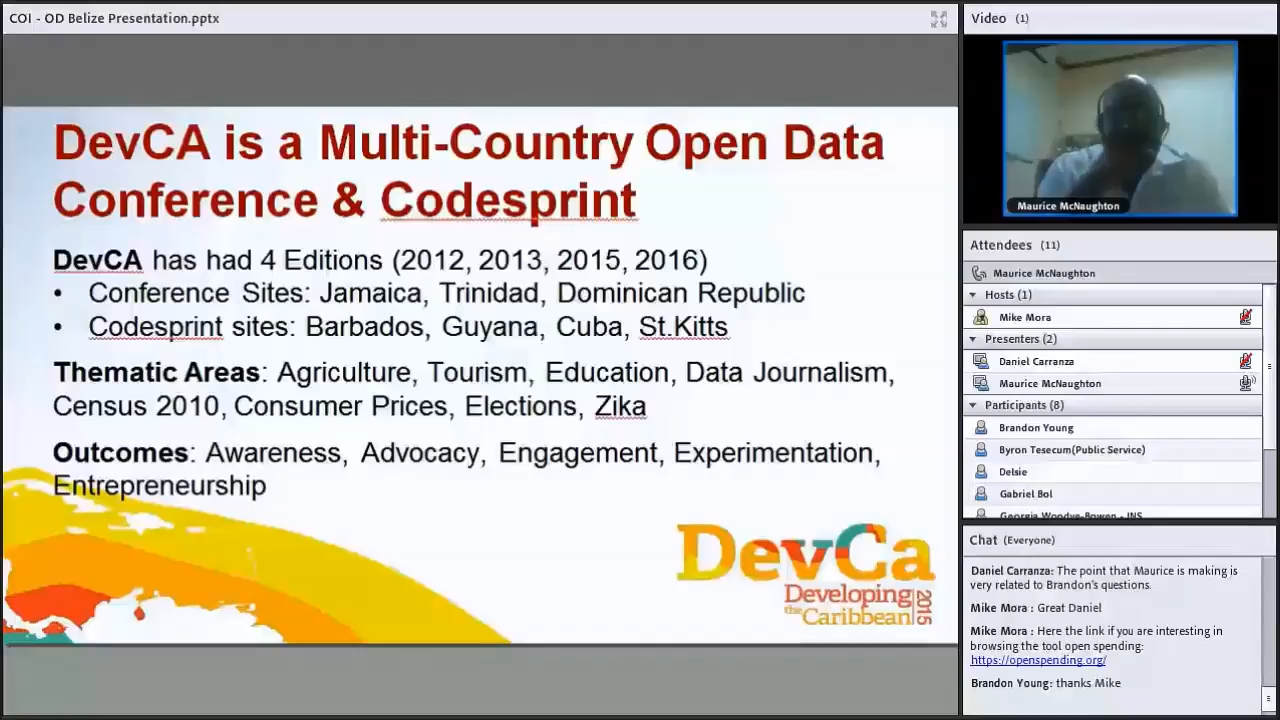 COI - OD Belize Presentation.pptx
DevCA is a Multi-Country Open Data
Conference & Codesprint
DevCA has had 4 Editions (2012, 2013, 2015, 2016)
• Conference Sites: Jamaica, Trinidad, Dominican Republic
• Codesprint sites: Barbados, Guyana, Cuba, St.Kitts
Thematic Areas: Agriculture, Tourism, Education, Data Journalism,
Census 2010, Consumer Prices, Elections, Zika
Outcomes: Awareness, Advocacy, Engagement, Experimentation,
Entrepreneurship
DevCa
Developing
the Caribbean
2015
Video (1)
Maurice McNaughton
Attendees (11)
Maurice McNaughton
Hosts (1)
Mike Mora
Presenters (2)
Daniel Carranza
Maurice McNaughton
Participants (8)
Brandon Young
Byron Tesecum(Public Service)
Delsie
Gabriel Bol
Chat (Everyone)
Daniel Carranza: The point that Maurice is making is
very related to Brandon's questions.
Mike Mora : Great Daniel
Mike Mora : Here the link if you are interesting in
browsing the tool open spending:
https://openspending.org/
Brandon Young: thanks Mike